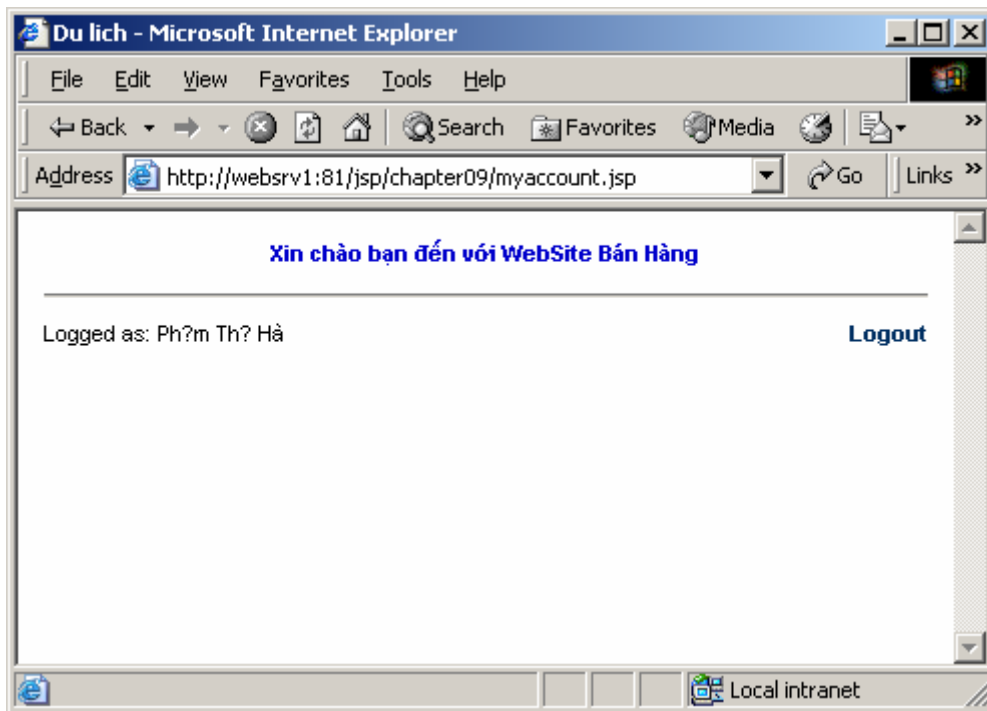 Du lich - Microsoft Internet Explorer
File Edit View Favorites Tools Help
Back Search Favorites Media »
Address http://websrv1:81/jsp/chapter09/myaccount.jsp Go Links »
Xin chào bạn đến với WebSite Bán Hàng
Logged as: Ph?m Th? Hà Logout
Local intranet